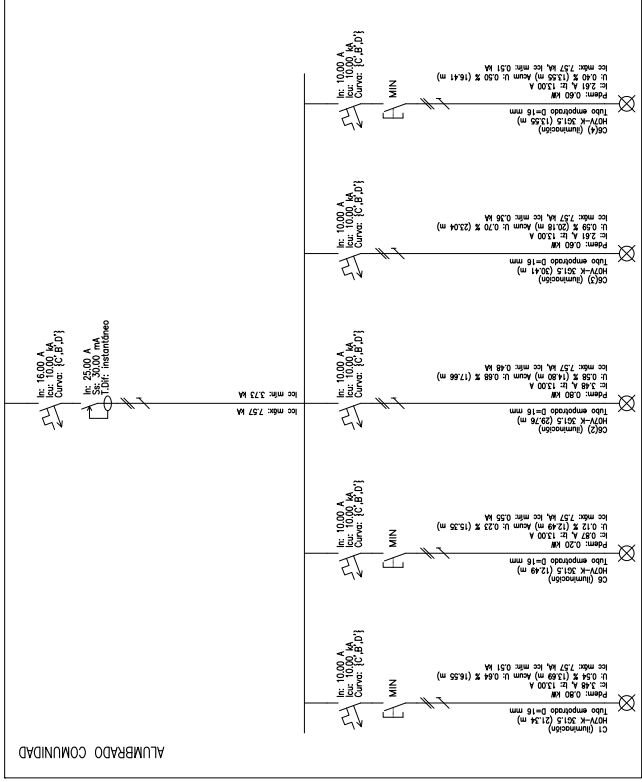 ALUMBRADO COMUNIDAD
In: 16.00 A
Icu: 10.00 kA
Curva: {C',B',D'}
In: 25.00 A
Ss: 30.00 mA
T.Dif: instantáneo
Icc máx: 7.57 kA
Icc mín: 3.73 kA
In: 10.00 A
Icu: 10.00 kA
Curva: {C',B',D'}
MIN
C1 (iluminación)
H07V-K 3G1.5 (21.34 m)
Tubo empotrado D=16 mm
Pdem: 0.80 kW
Ic: 3.48 A, Iz: 13.00 A
U: 0.54 % (13.69 m) Acum U: 0.64 % (16.55 m)
Icc máx: 7.57 kA, Icc mín: 0.51 kA
In: 10.00 A
Icu: 10.00 kA
Curva: {C',B',D'}
MIN
C6 (iluminación)
H07V-K 3G1.5 (12.49 m)
Tubo empotrado D=16 mm
Pdem: 0.20 kW
Ic: 0.87 A, Iz: 13.00 A
U: 0.12 % (12.49 m) Acum U: 0.23 % (15.35 m)
Icc máx: 7.57 kA, Icc mín: 0.55 kA
In: 10.00 A
Icu: 10.00 kA
Curva: {C',B',D'}
C6(2) (iluminación)
H07V-K 3G1.5 (29.76 m)
Tubo empotrado D=16 mm
Pdem: 0.80 kW
Ic: 3.48 A, Iz: 13.00 A
U: 0.58 % (14.80 m) Acum U: 0.68 % (17.66 m)
Icc máx: 7.57 kA, Icc mín: 0.48 kA
In: 10.00 A
Icu: 10.00 kA
Curva: {C',B',D'}
C6(3) (iluminación)
H07V-K 3G1.5 (30.41 m)
Tubo empotrado D=16 mm
Pdem: 0.60 kW
Ic: 2.61 A, Iz: 13.00 A
U: 0.59 % (20.18 m) Acum U: 0.70 % (23.04 m)
Icc máx: 7.57 kA, Icc mín: 0.36 kA
In: 10.00 A
Icu: 10.00 kA
Curva: {C',B',D'}
MIN
C6(4) (iluminación)
H07V-K 3G1.5 (13.55 m)
Tubo empotrado D=16 mm
Pdem: 0.60 kW
Ic: 2.61 A, Iz: 13.00 A
U: 0.40 % (13.55 m) Acum U: 0.50 % (16.41 m)
Icc máx: 7.57 kA, Icc mín: 0.51 kA